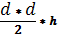 d * d / 2 * h